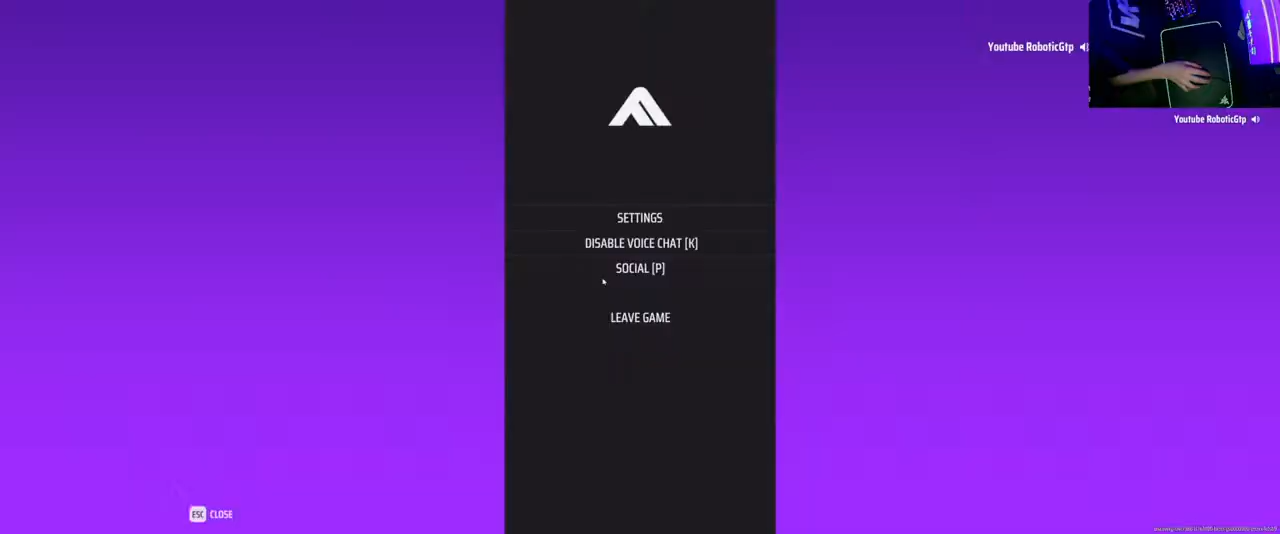 Youtube RoboticGtp
Youtube RoboticGtp
SETTINGS
DISABLE VOICE CHAT [K]
SOCIAL [P]
LEAVE GAME
ESC CLOSE